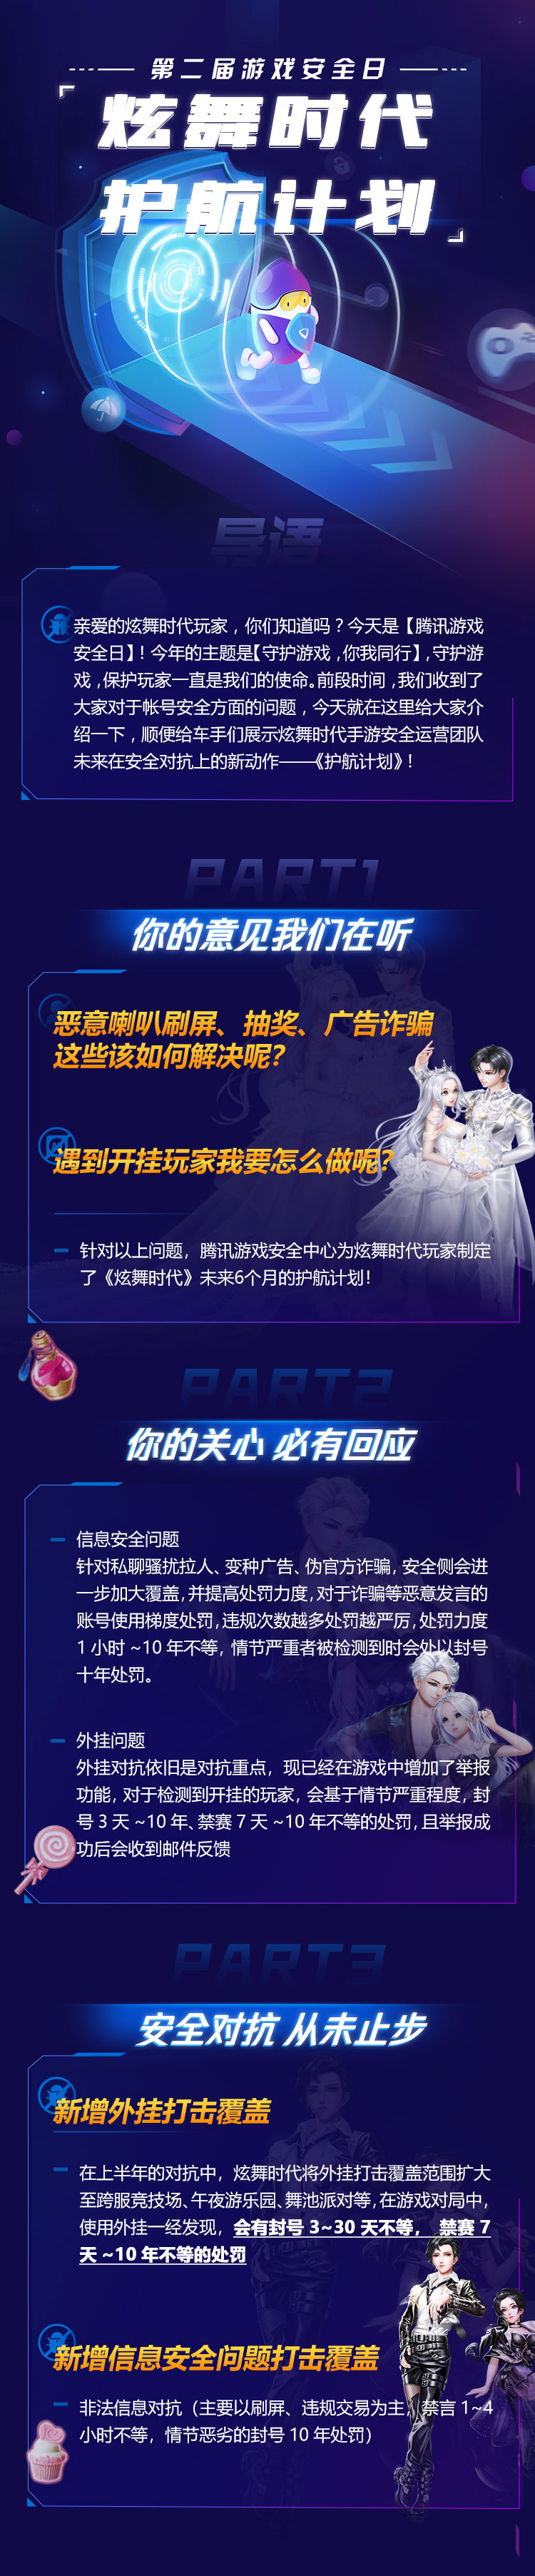 第二届游戏安全日
炫舞时代
护航计划
导语
亲爱的炫舞时代玩家，你们知道吗？今天是【腾讯游戏
安全日】！今年的主题是【守护游戏，你我同行】，守护游
戏，保护玩家一直是我们的使命。前段时间，我们收到了
大家对于帐号安全方面的问题，今天就在这里给大家介
绍一下，顺便给车手们展示炫舞时代手游安全运营团队
未来在安全对抗上的新动作——《护航计划》！
PART1
你的意见我们在听
恶意喇叭刷屏、抽奖、广告诈骗
这些该如何解决呢？
遇到开挂玩家我要怎么做呢？
针对以上问题，腾讯游戏安全中心为炫舞时代玩家制定
了《炫舞时代》未来6个月的护航计划！
PART2
你的关心 必有回应
信息安全问题
针对私聊骚扰拉人、变种广告、伪官方诈骗，安全侧会进
一步加大覆盖，并提高处罚力度，对于诈骗等恶意发言的
账号使用梯度处罚，违规次数越多处罚越严厉，处罚力度
1 小时 ~10 年不等，情节严重者被检测到时会处以封号
十年处罚。
外挂问题
外挂对抗依旧是对抗重点，现已经在游戏中增加了举报
功能，对于检测到开挂的玩家，会基于情节严重程度，封
号 3 天 ~10 年、禁赛 7 天 ~10 年不等的处罚，且举报成
功后会收到邮件反馈
PART3
安全对抗 从未止步
新增外挂打击覆盖
在上半年的对抗中，炫舞时代将外挂打击覆盖范围扩大
至跨服竞技场、午夜游乐园、舞池派对等，在游戏对局中，
使用外挂一经发现，会有封号 3~30 天不等， 禁赛 7
天 ~10 年不等的处罚
新增信息安全问题打击覆盖
非法信息对抗（主要以刷屏、违规交易为主，禁言 1~4
小时不等，情节恶劣的封号 10 年处罚）